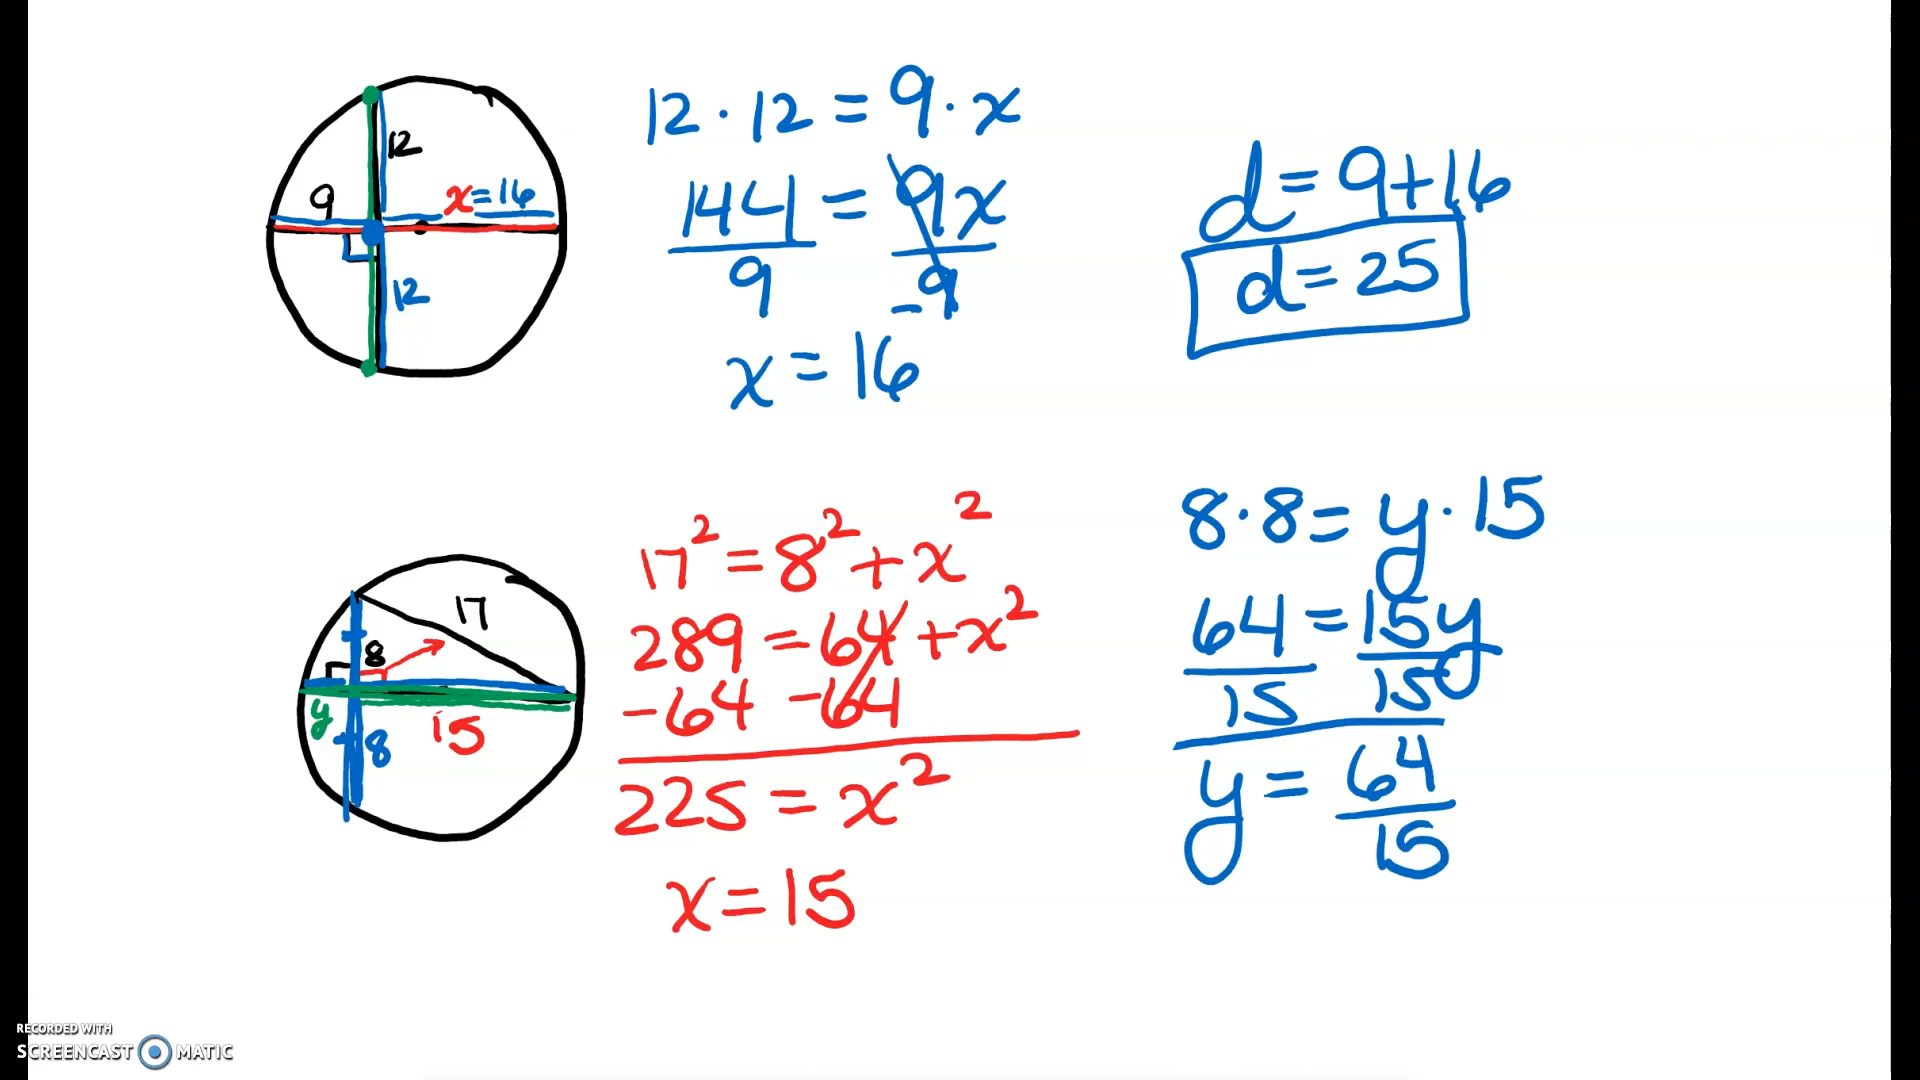 12
9
x=16
12
12 · 12 = 9 · x
144 = 9x
9 9
x = 16
d = 9+16
d = 25
17
8
y
15
8
17² = 8² + x²
289 = 64 + x²
-64 -64
225 = x²
x = 15
8 · 8 = y · 15
64 = 15y
15 15
y = 64
15
RECORDED WITH
SCREENCAST MATIC